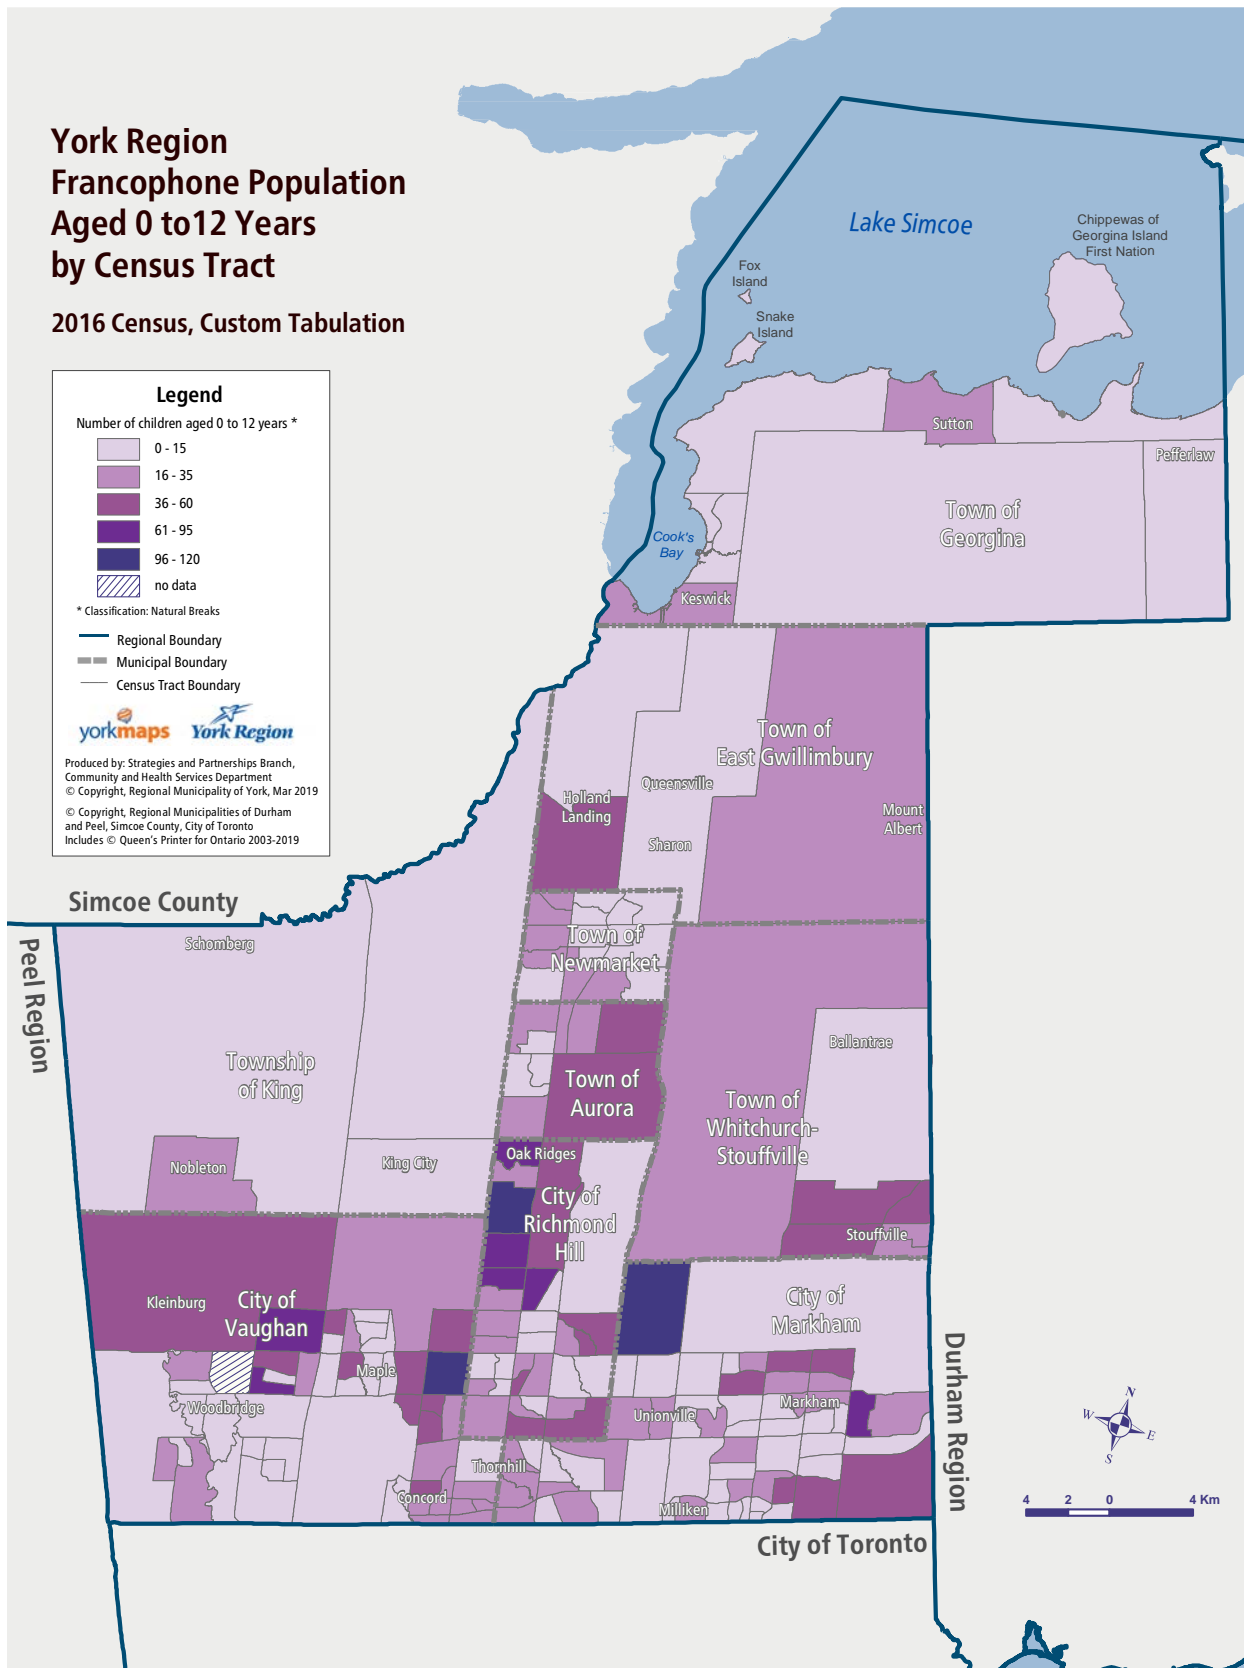 York Region
Francophone Population
Aged 0 to12 Years
by Census Tract
2016 Census, Custom Tabulation
Legend
Number of children aged 0 to 12 years *
0 - 15
16 - 35
36 - 60
61 - 95
96 - 120
no data
* Classification: Natural Breaks
Regional Boundary
Municipal Boundary
Census Tract Boundary
yorkmaps
York Region
Produced by: Strategies and Partnerships Branch,
Community and Health Services Department
© Copyright, Regional Municipality of York, Mar 2019
© Copyright, Regional Municipalities of Durham
and Peel, Simcoe County, City of Toronto
Includes © Queen's Printer for Ontario 2003-2019
Lake Simcoe
Chippewas of
Georgina Island
First Nation
Fox
Island
Snake
Island
Sutton
Pefferlaw
Town of
Georgina
Cook's
Bay
Keswick
Town of
East Gwillimbury
Queensville
Holland
Landing
Mount
Albert
Sharon
Simcoe County
Peel Region
Schomberg
Town of
Newmarket
Ballantrae
Township
of King
Town of
Aurora
Town of
Whitchurch-
Stouffville
Nobleton
King City
Oak Ridges
City of
Richmond
Hill
Stouffville
Kleinburg
City of
Vaughan
City of
Markham
Maple
Woodbridge
Unionville
Markham
Thornhill
Concord
Milliken
Durham Region
City of Toronto
N
W
E
S
4 2 0 4 Km